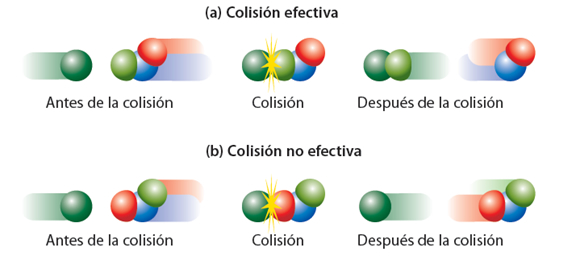 (a) Colisión efectiva
Antes de la colisión
Colisión
Después de la colisión
(b) Colisión no efectiva
Antes de la colisión
Colisión
Después de la colisión